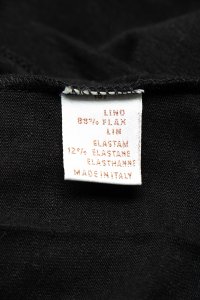 LINO
88% FLAX
LIN
ELASTAM
12% ELASTANE
ELASTHANNE
MADE IN ITALY